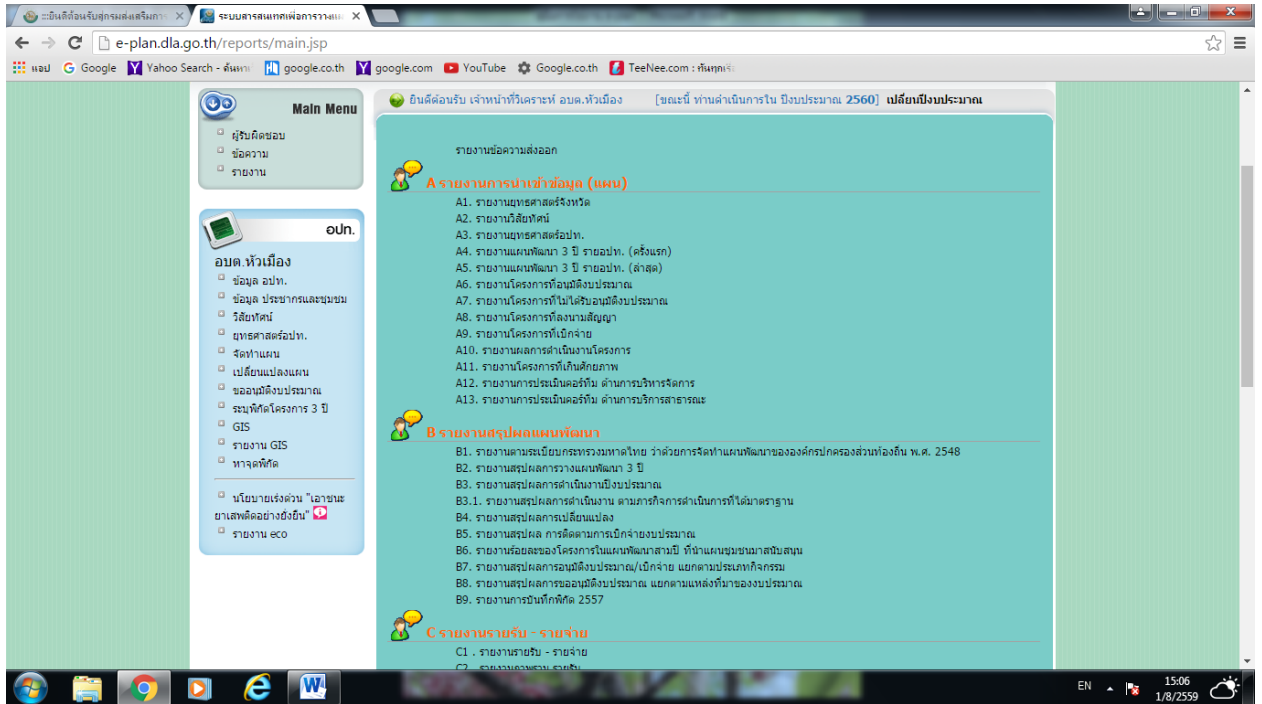 :::ยินดีต้อนรับสู่กรมส่งเสริมการ
ระบบสารสนเทศเพื่อการวางแผน
e-plan.dla.go.th/reports/main.jsp
แอป
Google
Yahoo Search - ค้นหา
google.co.th
google.com
YouTube
Google.co.th
TeeNee.com :
Main Menu
ผู้รับผิดชอบ
ข้อความ
รายงาน
อปท.
อบต.หัวเมือง
ข้อมูล อปท.
ข้อมูล ประชากรและชุมชน
วิสัยทัศน์
ยุทธศาสตร์อปท.
จัดทำแผน
เปลี่ยนแปลงแผน
ขออนุมัติงบประมาณ
ระบุพิกัดโครงการ 3 ปี
GIS
รายงาน GIS
หาจุดพิกัด
นโยบายเร่งด่วน "เอาชนะ
ยาเสพติดอย่างยั่งยืน"
รายงาน eco
ยินดีต้อนรับ เจ้าหน้าที่วิเคราะห์ อบต.หัวเมือง [ขณะนี้ ท่านดำเนินการใน ปีงบประมาณ 2560] เปลี่ยนปีงบประมาณ
รายงานข้อความส่งออก
A รายงานการนำเข้าข้อมูล (แผน)
A1. รายงานยุทธศาสตร์จังหวัด
A2. รายงานวิสัยทัศน์
A3. รายงานยุทธศาสตร์อปท.
A4. รายงานแผนพัฒนา 3 ปี รายอปท. (ครั้งแรก)
A5. รายงานแผนพัฒนา 3 ปี รายอปท. (ล่าสุด)
A6. รายงานโครงการที่อนุมัติงบประมาณ
A7. รายงานโครงการที่ไม่ได้รับอนุมัติงบประมาณ
A8. รายงานโครงการที่ลงนามสัญญา
A9. รายงานโครงการที่เบิกจ่าย
A10. รายงานผลการดำเนินงานโครงการ
A11. รายงานโครงการที่เกินศักยภาพ
A12. รายงานการประเมินคอร์ทีม ด้านการบริหารจัดการ
A13. รายงานการประเมินคอร์ทีม ด้านการบริการสาธารณะ
B รายงานสรุปผลแผนพัฒนา
B1. รายงานตามระเบียบกระทรวงมหาดไทย ว่าด้วยการจัดทำแผนพัฒนาขององค์กรปกครองส่วนท้องถิ่น พ.ศ. 2548
B2. รายงานสรุปผลการวางแผนพัฒนา 3 ปี
B3. รายงานสรุปผลการดำเนินงานปีงบประมาณ
B3.1. รายงานสรุปผลการดำเนินงาน ตามภารกิจการดำเนินการที่ได้มาตราฐาน
B4. รายงานสรุปผลการเปลี่ยนแปลง
B5. รายงานสรุปผล การติดตามการเบิกจ่ายงบประมาณ
B6. รายงานร้อยละของโครงการในแผนพัฒนาสามปี ที่นำแผนชุมชนมาสนับสนุน
B7. รายงานสรุปผลการอนุมัติงบประมาณ/เบิกจ่าย แยกตามประเภทกิจกรรม
B8. รายงานสรุปผลการขออนุมัติงบประมาณ แยกตามแหล่งที่มาของงบประมาณ
B9. รายงานการบันทึกพิกัด 2557
C รายงานรายรับ - รายจ่าย
C1 . รายงานรายรับ - รายจ่าย
C2 . รายงานภาพรวม รายรับ
EN
15:06
1/8/2559